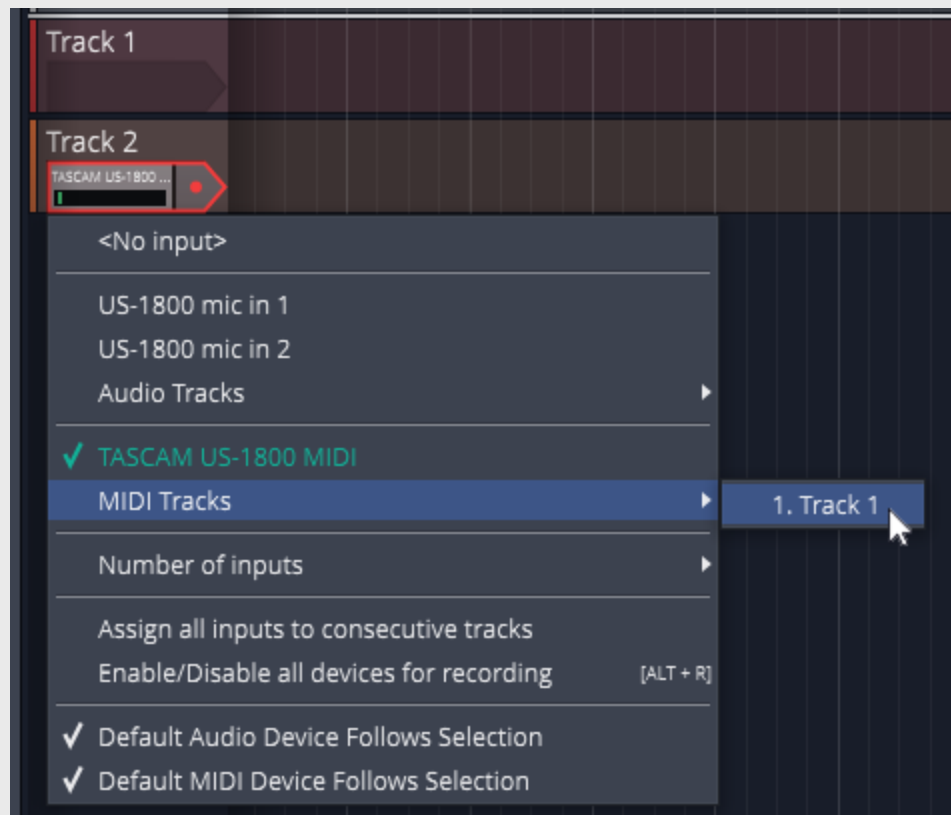 Track 1
Track 2
TASCAM US-1800 ...
<No input>
US-1800 mic in 1
US-1800 mic in 2
Audio Tracks
TASCAM US-1800 MIDI
MIDI Tracks
1. Track 1
Number of inputs
Assign all inputs to consecutive tracks
Enable/Disable all devices for recording [ALT + R]
Default Audio Device Follows Selection
Default MIDI Device Follows Selection